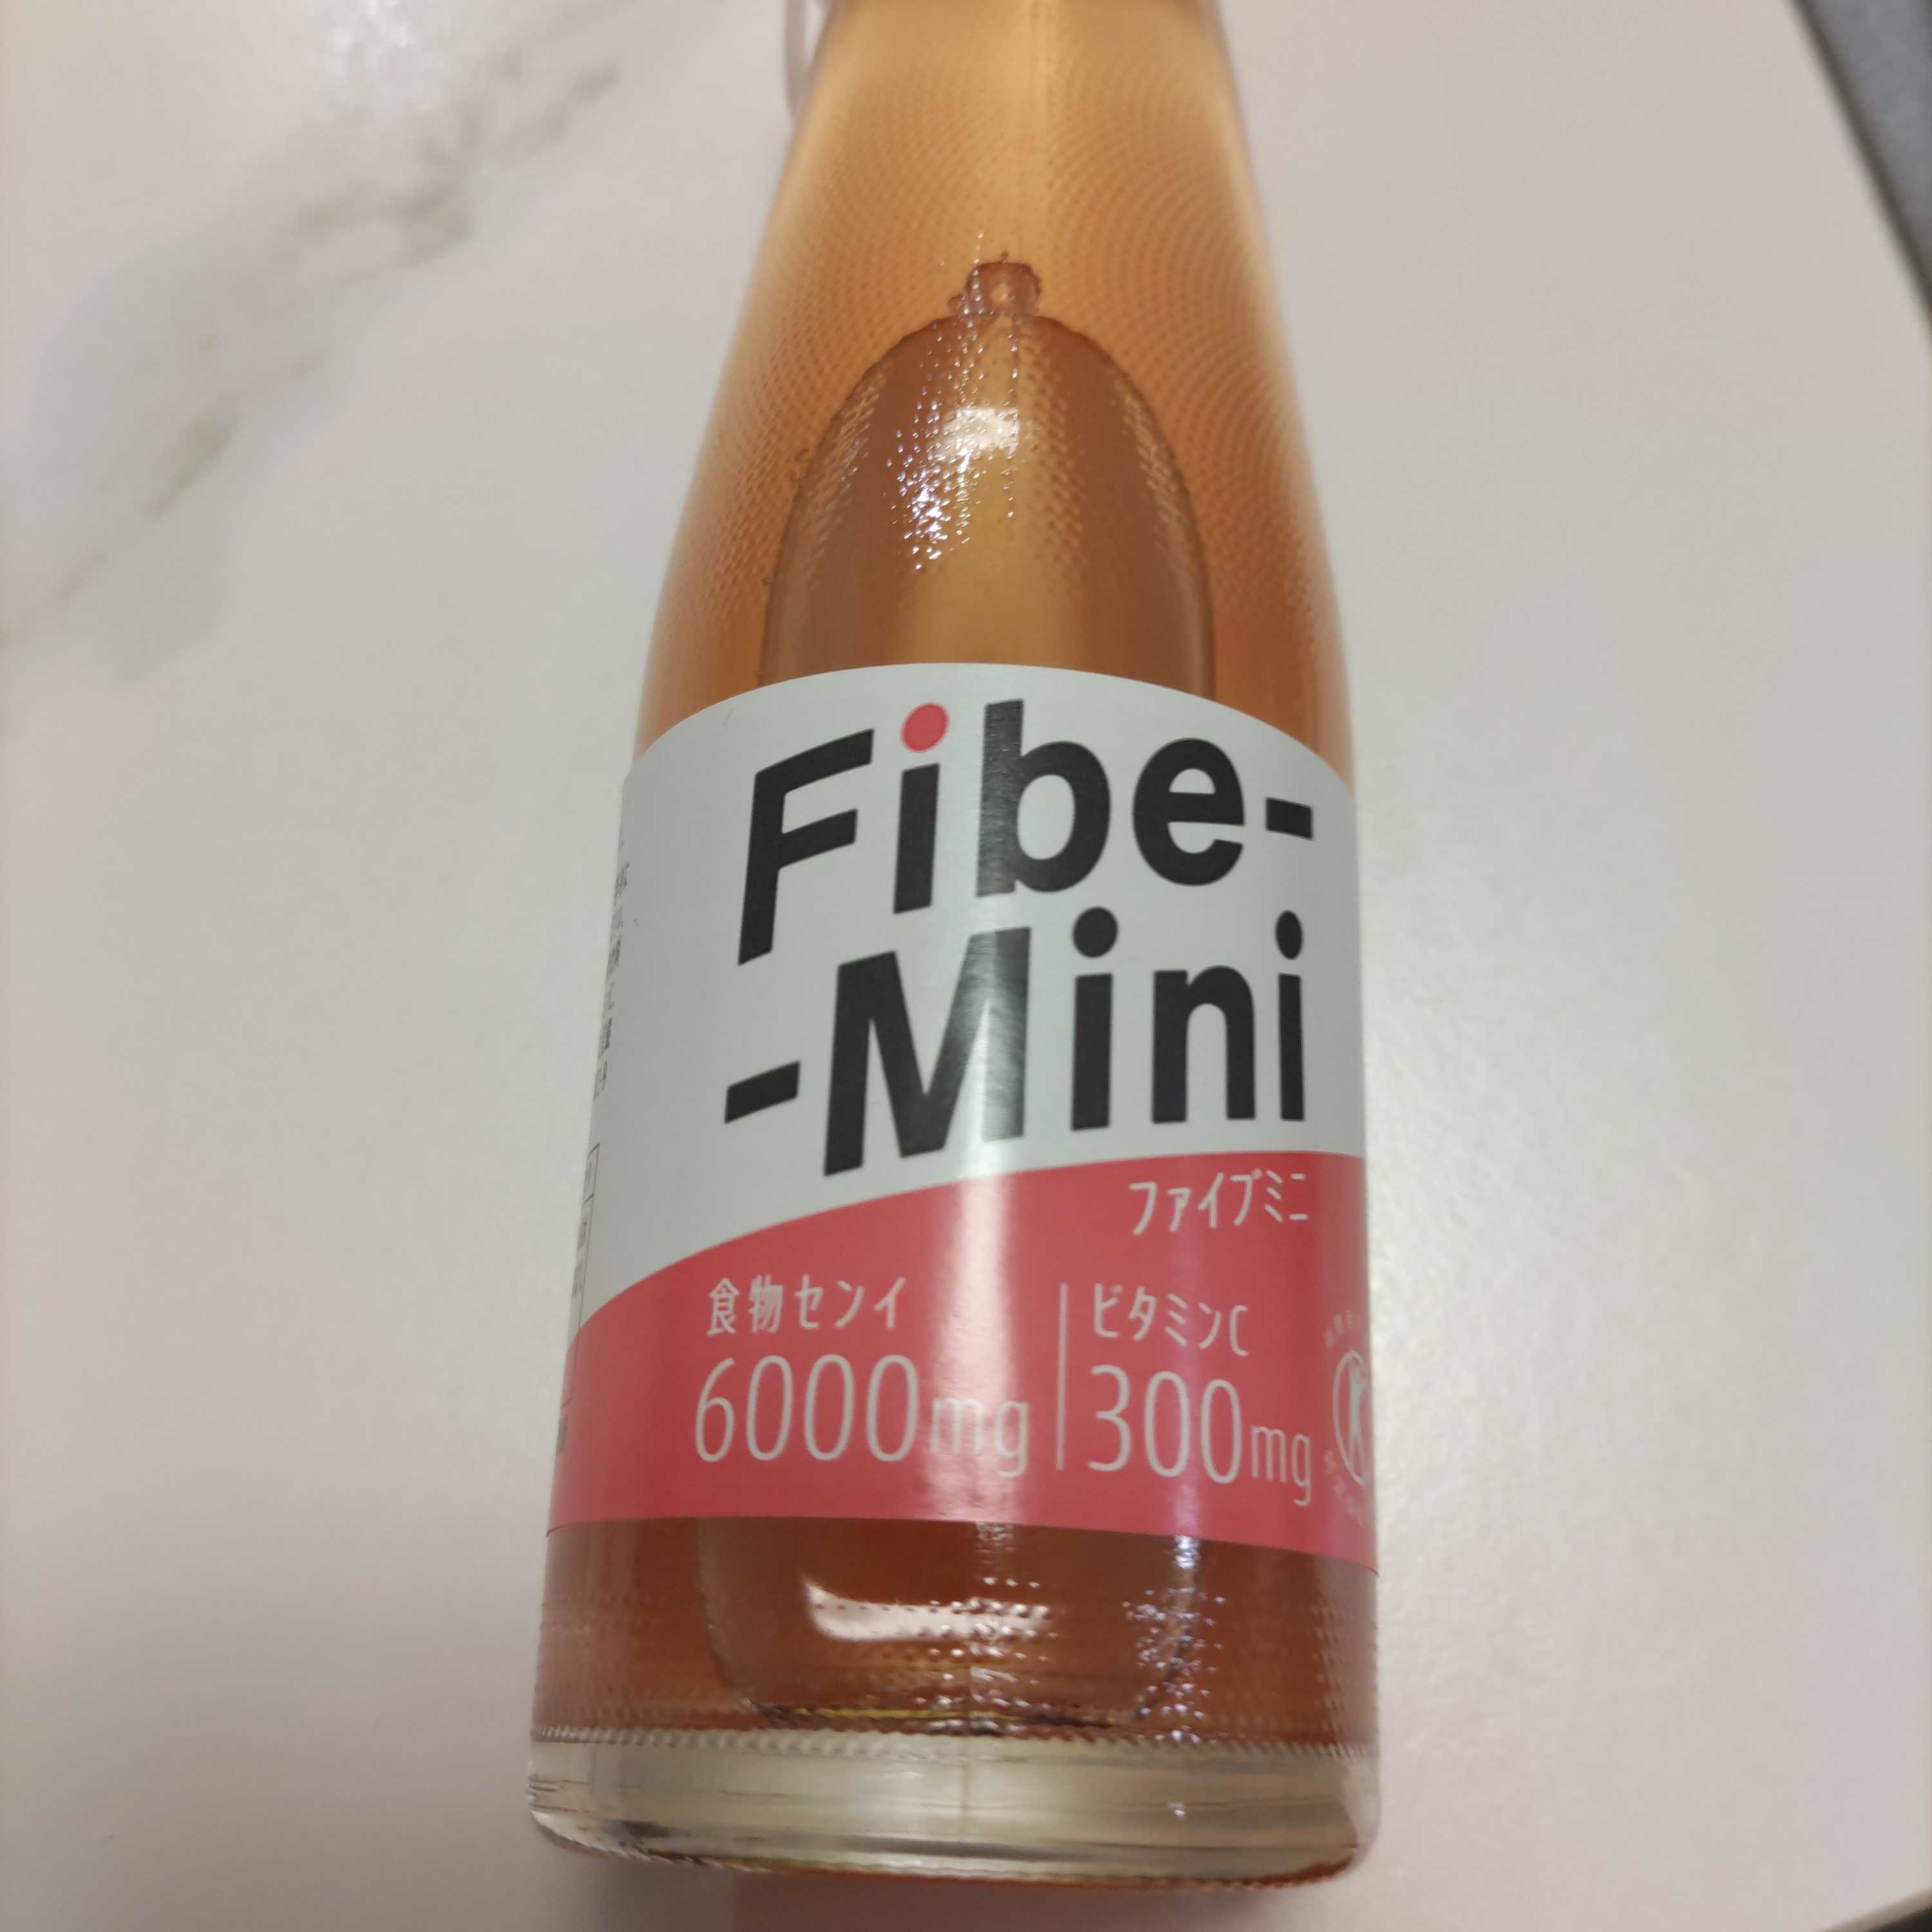 Fibe-
-Mini
ファイブミニ
食物センイ
6000mg
ビタミンC
300mg